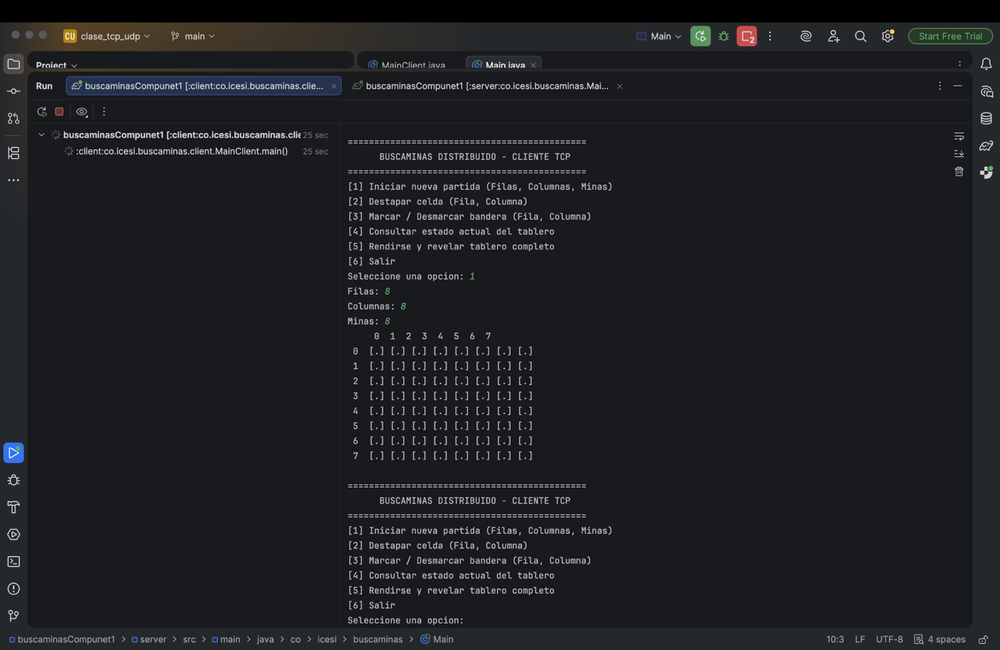 CU clase_tcp_udp main Main 2 Start Free Trial
Project MainClient.java Main.java
Run buscaminasCompunet1 [:client:co.icesi.buscaminas.clie... buscaminasCompunet1 [:server:co.icesi.buscaminas.Mai...
buscaminasCompunet1 [:client:co.icesi.buscaminas.clie 25 sec
:client:co.icesi.buscaminas.client.MainClient.main() 25 sec
=============================================
BUSCAMINAS DISTRIBUIDO - CLIENTE TCP
=============================================
[1] Iniciar nueva partida (Filas, Columnas, Minas)
[2] Destapar celda (Fila, Columna)
[3] Marcar / Desmarcar bandera (Fila, Columna)
[4] Consultar estado actual del tablero
[5] Rendirse y revelar tablero completo
[6] Salir
Seleccione una opcion: 1
Filas: 8
Columnas: 8
Minas: 8
0 1 2 3 4 5 6 7
0 [.] [.] [.] [.] [.] [.] [.] [.]
1 [.] [.] [.] [.] [.] [.] [.] [.]
2 [.] [.] [.] [.] [.] [.] [.] [.]
3 [.] [.] [.] [.] [.] [.] [.] [.]
4 [.] [.] [.] [.] [.] [.] [.] [.]
5 [.] [.] [.] [.] [.] [.] [.] [.]
6 [.] [.] [.] [.] [.] [.] [.] [.]
7 [.] [.] [.] [.] [.] [.] [.] [.]
=============================================
BUSCAMINAS DISTRIBUIDO - CLIENTE TCP
=============================================
[1] Iniciar nueva partida (Filas, Columnas, Minas)
[2] Destapar celda (Fila, Columna)
[3] Marcar / Desmarcar bandera (Fila, Columna)
[4] Consultar estado actual del tablero
[5] Rendirse y revelar tablero completo
[6] Salir
Seleccione una opcion:
buscaminasCompunet1 > server > src > main > java > co > icesi > buscaminas > Main 10:3 LF UTF-8 4 spaces